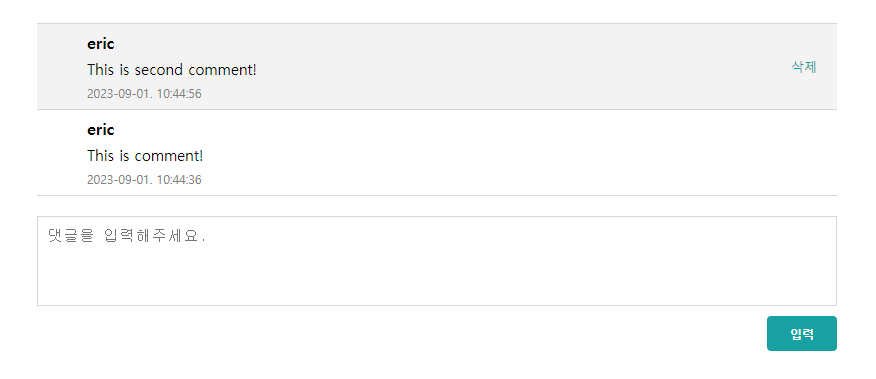 eric
This is second comment!
삭제
2023-09-01. 10:44:56
eric
This is comment!
2023-09-01. 10:44:36
댓글을 입력해주세요.
입력